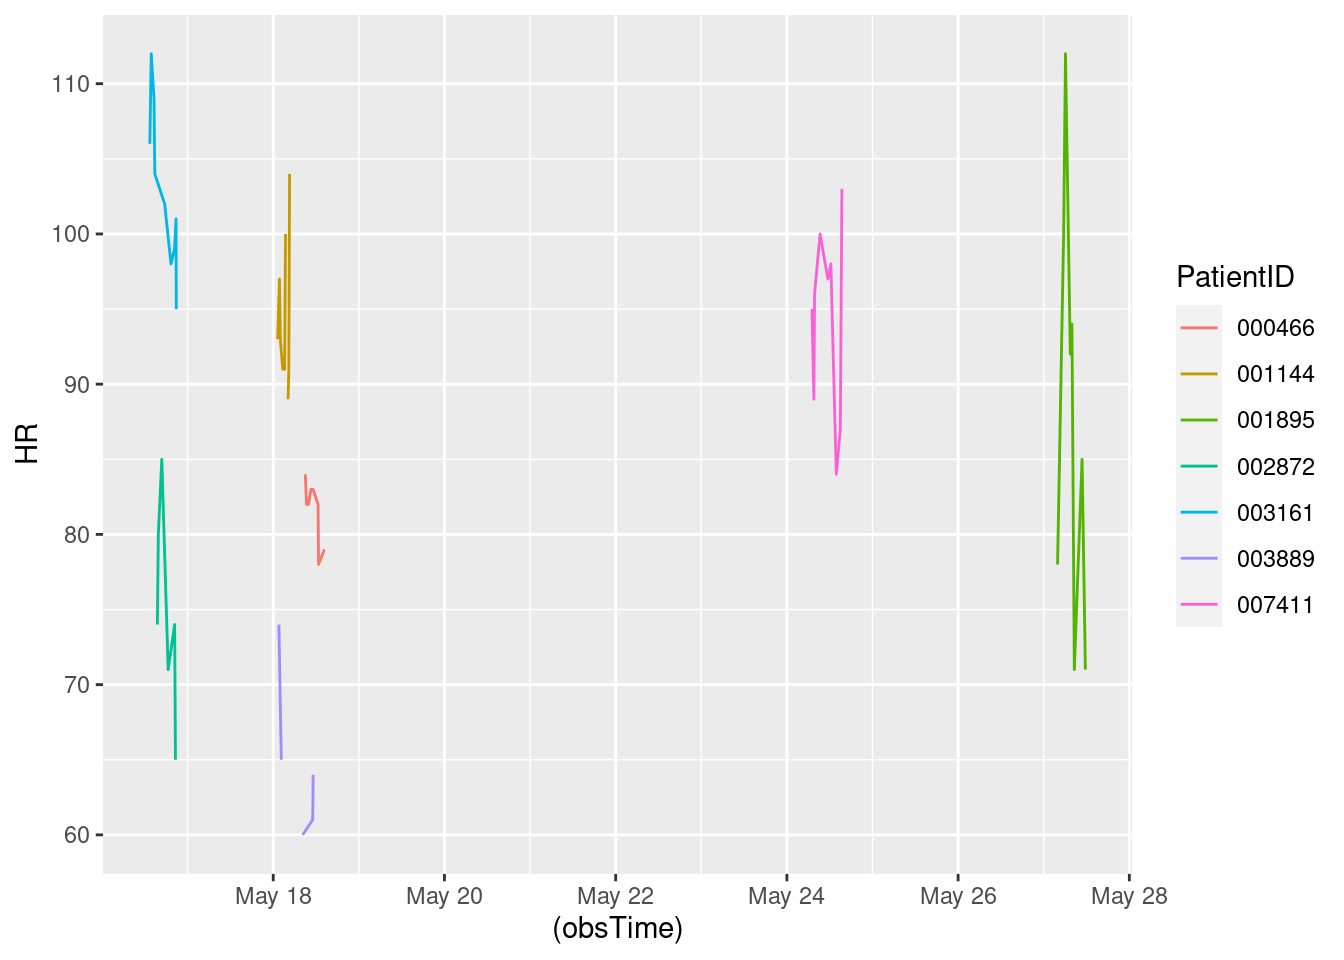 HR
110
100
90
80
70
60
May 18
May 20
May 22
May 24
May 26
May 28
(obsTime)
PatientID
000466
001144
001895
002872
003161
003889
007411